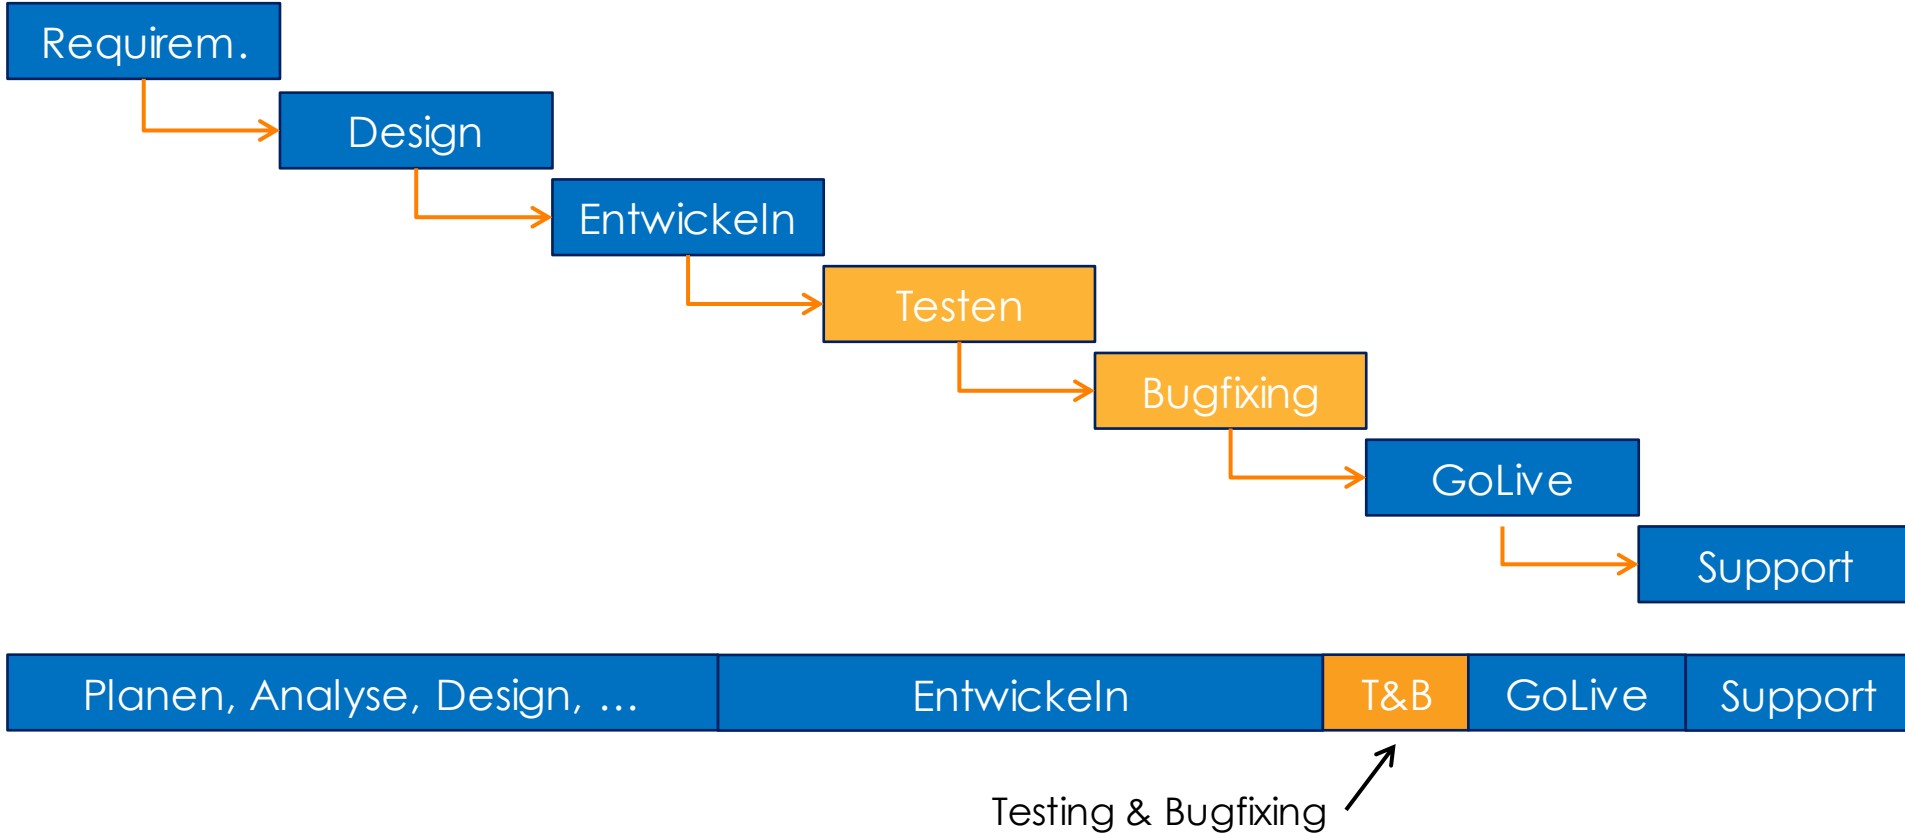 Requirem.
Design
Entwickeln
Testen
Bugfixing
GoLive
Support
Planen, Analyse, Design, …
Entwickeln
T&B
GoLive
Support
Testing & Bugfixing